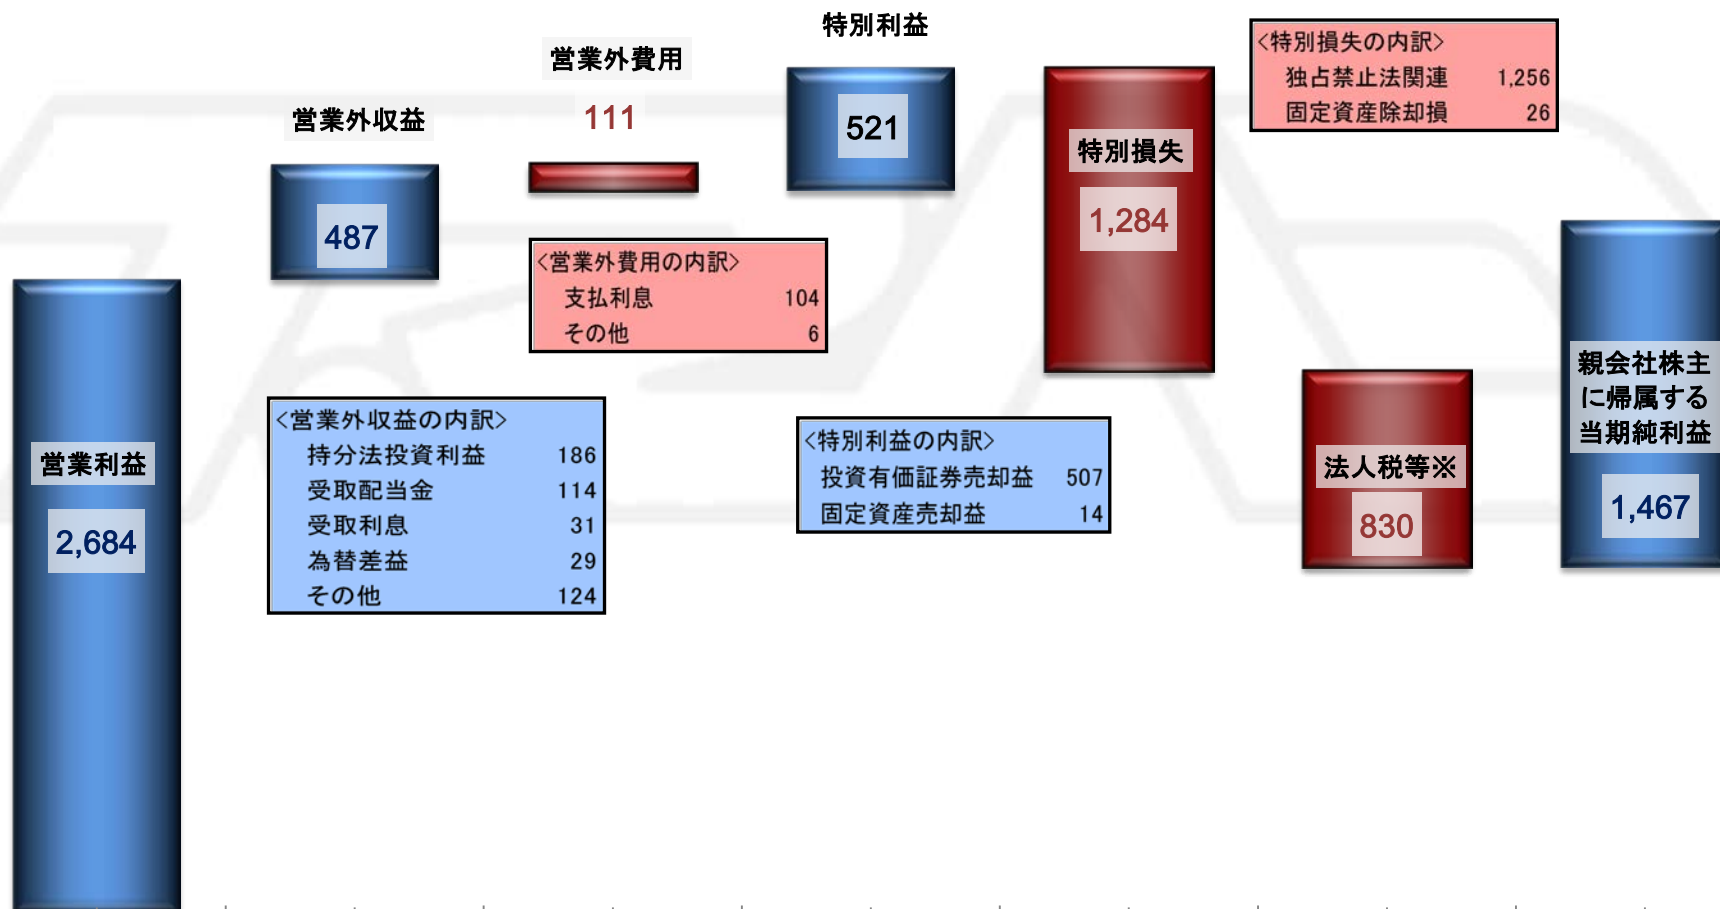 特別利益
521
営業外費用
111
営業外収益
487
<特別損失の内訳>
独占禁止法関連 1,256
固定資産除却損 26
特別損失
1,284
<営業外費用の内訳>
支払利息 104
その他 6
営業利益
2,684
<営業外収益の内訳>
持分法投資利益 186
受取配当金 114
受取利息 31
為替差益 29
その他 124
<特別利益の内訳>
投資有価証券売却益 507
固定資産売却益 14
法人税等※
830
親会社株主
に帰属する
当期純利益
1,467